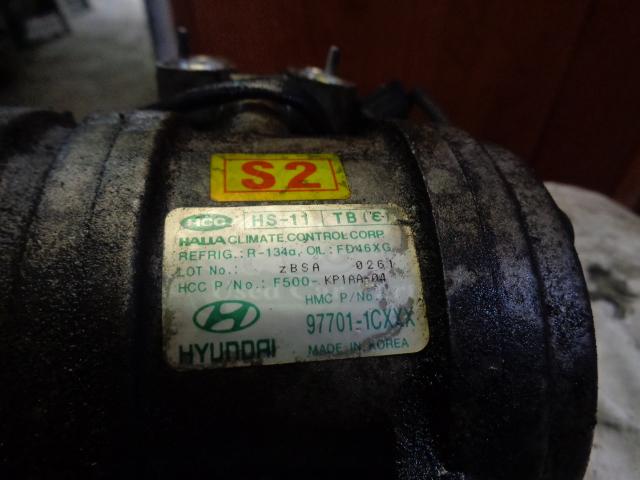 S2
HCC HS-11 TB(E)
HALLA CLIMATE CONTROL CORP.
REFRIG.: R-134a, OIL: FD46XG
LOT No.: ZBSA 0261
HCC P/No.: F500-KP1AA-04
HMC P/No.
97701-1CXXX
HYUNDAI MADE IN KOREA